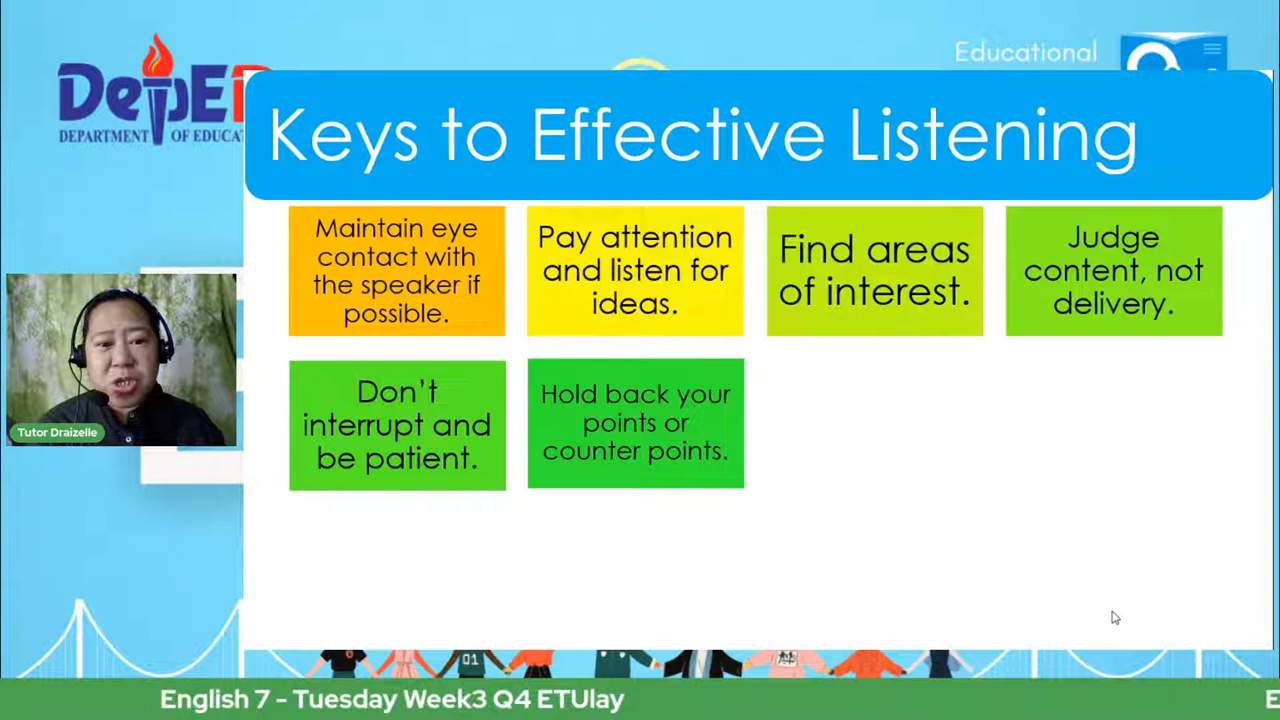 DepED
DEPARTMENT OF EDUCAT
Educational
Keys to Effective Listening
Maintain eye
contact with
the speaker if
possible.
Pay attention
and listen for
ideas.
Find areas
of interest.
Judge
content, not
delivery.
Don't
interrupt and
be patient.
Hold back your
points or
counter points.
Tutor Draizelle
01
English 7 - Tuesday Week3 Q4 ETUlay
E